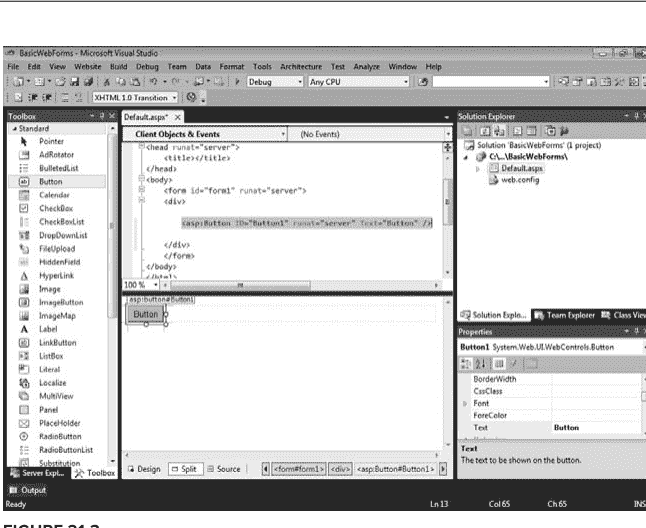 BasicWebForms - Microsoft Visual Studio
File Edit View Website Build Debug Team Data Format Tools Architecture Test Analyze Window Help
Debug Any CPU
XHTML 1.0 Transition
Toolbox
Standard
Pointer
AdRotator
BulletedList
Button
Calendar
CheckBox
CheckBoxList
DropDownList
FileUpload
HiddenField
HyperLink
Image
ImageButton
ImageMap
Label
LinkButton
ListBox
Literal
Localize
MultiView
Panel
PlaceHolder
RadioButton
RadioButtonList
Substitution
Server Expl... Toolbox
Default.aspx*
Client Objects & Events (No Events)
<head runat="server">
<title></title>
</head>
<body>
<form id="form1" runat="server">
<div>
<asp:Button ID="Button1" runat="server" Text="Button" />
</div>
</form>
</body>
</html>
100 %
asp:button#Button1
Button
Design Split Source <form#form1> <div> <asp:Button#Button1>
Solution Explorer
Solution 'BasicWebForms' (1 project)
C:\...\BasicWebForms\
Default.aspx
web.config
Solution Explo... Team Explorer Class View
Properties
Button1 System.Web.UI.WebControls.Button
BorderWidth
CssClass
Font
ForeColor
Text Button
Text
The text to be shown on the button.
Output
Ready Ln 13 Col 65 Ch 65 INS